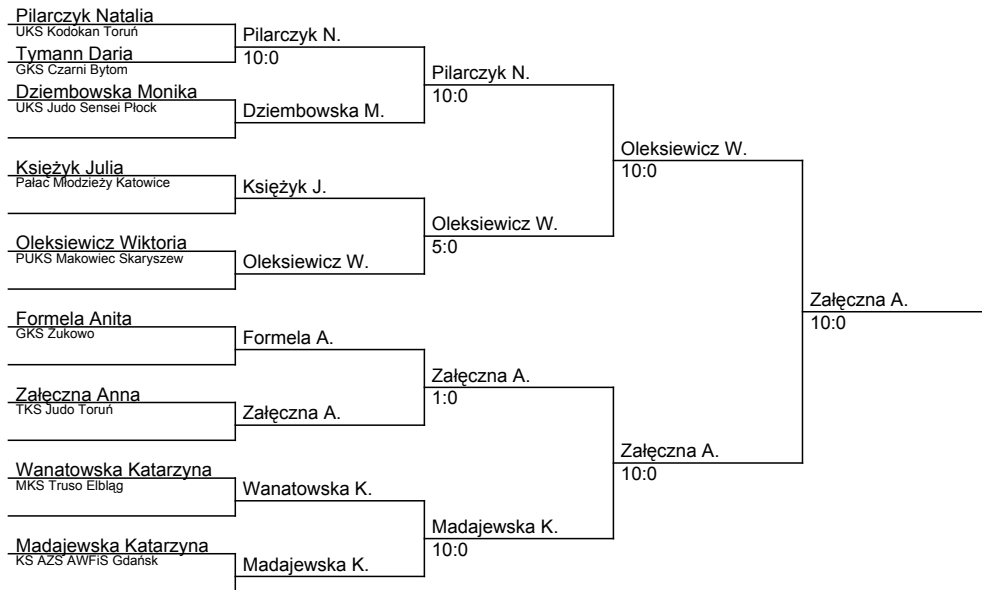 Pilarczyk Natalia
UKS Kodokan Toruń
Tymann Daria
GKS Czarni Bytom
Dziembowska Monika
UKS Judo Sensei Płock
Księżyk Julia
Pałac Młodzieży Katowice
Oleksiewicz Wiktoria
PUKS Makowiec Skaryszew
Formela Anita
GKS Żukowo
Załęczna Anna
TKS Judo Toruń
Wanatowska Katarzyna
MKS Truso Elbląg
Madajewska Katarzyna
KS AZS AWFiS Gdańsk
Pilarczyk N.
10:0
Dziembowska M.
Księżyk J.
Oleksiewicz W.
Formela A.
Załęczna A.
Wanatowska K.
Madajewska K.
Pilarczyk N.
10:0
Oleksiewicz W.
5:0
Załęczna A.
1:0
Madajewska K.
10:0
Oleksiewicz W.
10:0
Załęczna A.
10:0
Załęczna A.
10:0